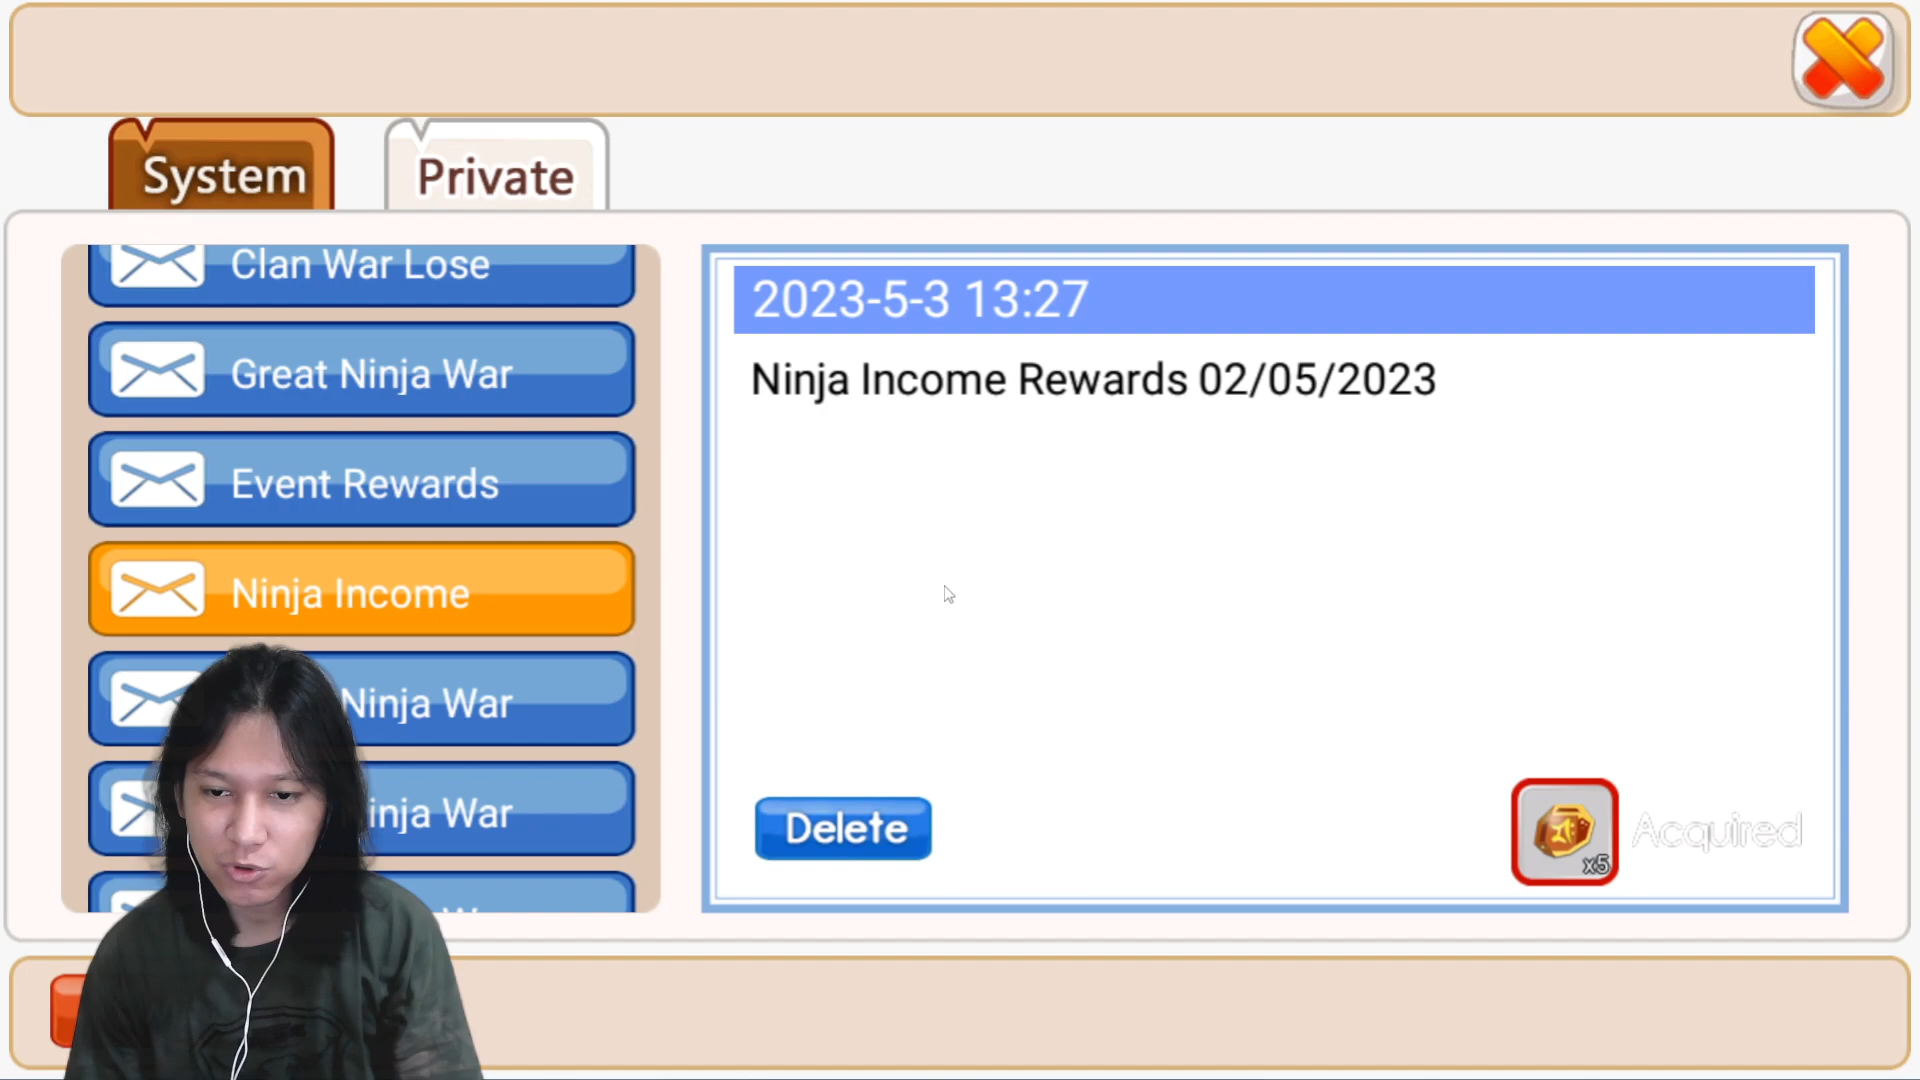 System
Private
Clan War Lose
Great Ninja War
Event Rewards
Ninja Income
Ninja War
inja War
2023-5-3 13:27
Ninja Income Rewards 02/05/2023
Delete
x5
Acquired